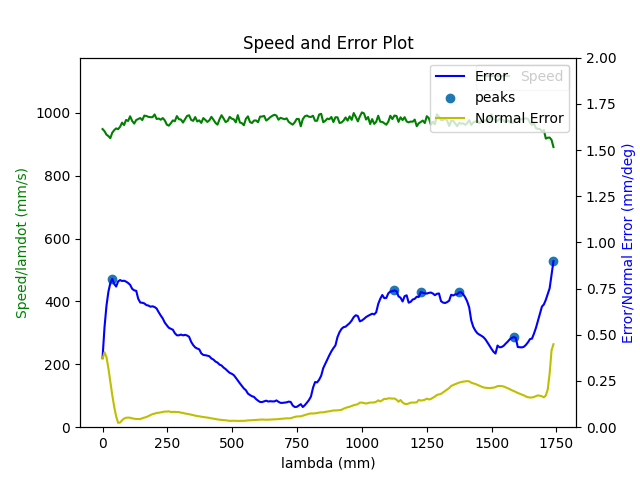 Speed and Error Plot
Error Speed
peaks
Normal Error
2.00
1.75
1.50
1.25
1.00
0.75
0.50
0.25
0.00
1000
800
600
400
200
0
0 250 500 750 1000 1250 1500 1750
lambda (mm)
Speed/lamdot (mm/s)
Error/Normal Error (mm/deg)